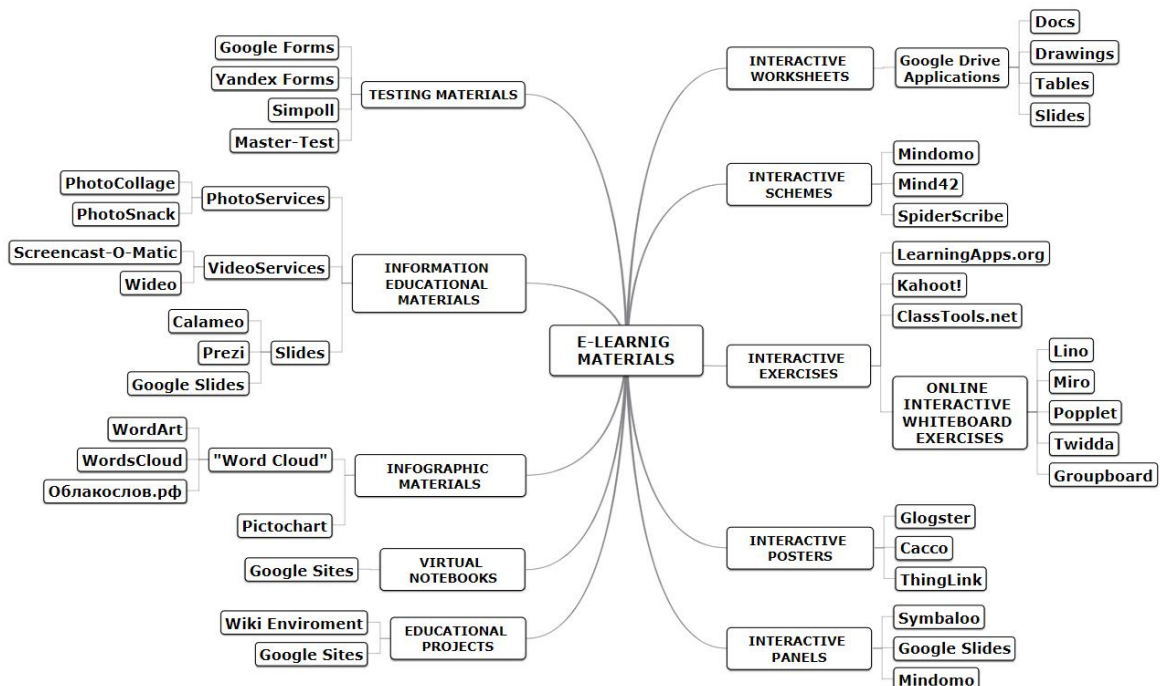 E-LEARNIG
MATERIALS
TESTING MATERIALS
Google Forms
Yandex Forms
Simpoll
Master-Test
INFORMATION
EDUCATIONAL
MATERIALS
PhotoServices
PhotoCollage
PhotoSnack
VideoServices
Screencast-O-Matic
Wideo
Slides
Calameo
Prezi
Google Slides
INFOGRAPHIC
MATERIALS
"Word Cloud"
WordArt
WordsCloud
Облакослов.рф
Pictochart
VIRTUAL
NOTEBOOKS
Google Sites
EDUCATIONAL
PROJECTS
Wiki Enviroment
Google Sites
INTERACTIVE
WORKSHEETS
Google Drive
Applications
Docs
Drawings
Tables
Slides
INTERACTIVE
SCHEMES
Mindomo
Mind42
SpiderScribe
INTERACTIVE
EXERCISES
LearningApps.org
Kahoot!
ClassTools.net
ONLINE
INTERACTIVE
WHITEBOARD
EXERCISES
Lino
Miro
Popplet
Twidda
Groupboard
INTERACTIVE
POSTERS
Glogster
Cacco
ThingLink
INTERACTIVE
PANELS
Symbaloo
Google Slides
Mindomo